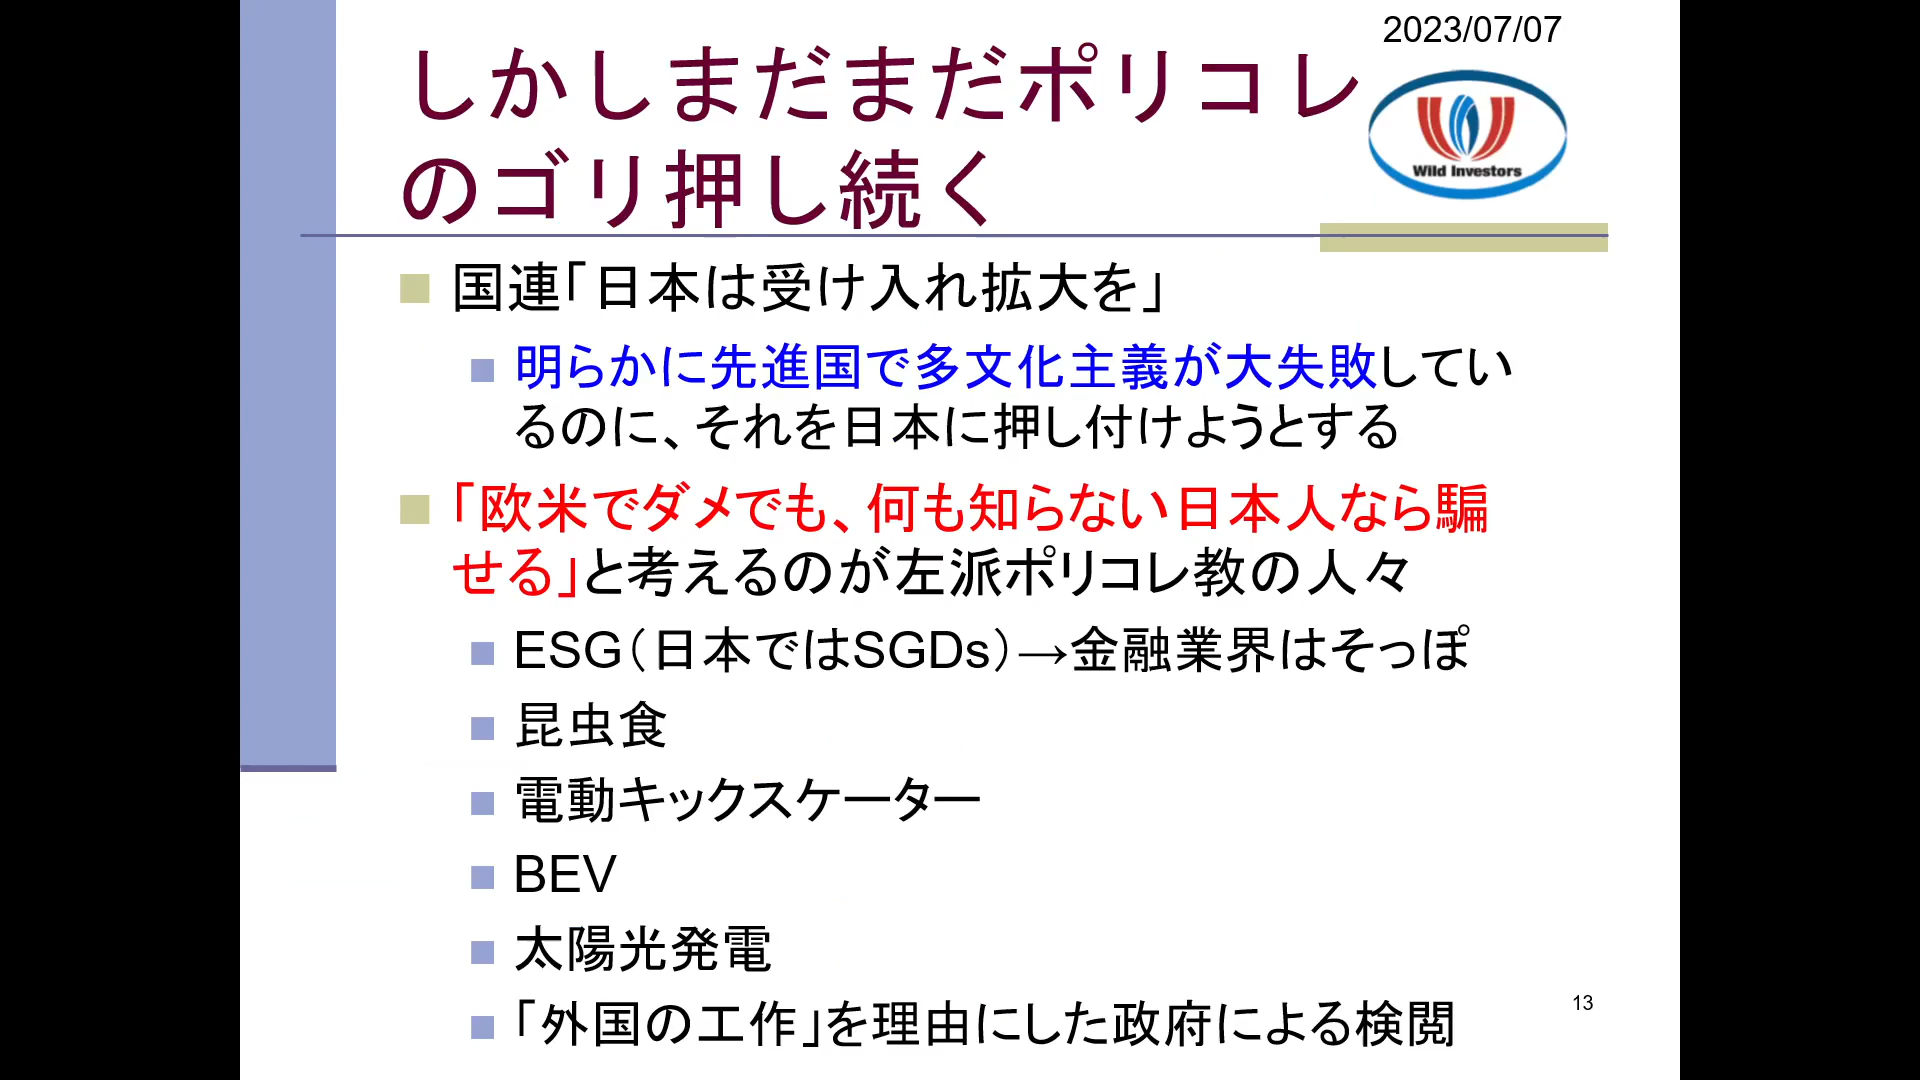 2023/07/07
しかしまだまだポリコレ
のゴリ押し続く
Wild Investors
国連「日本は受け入れ拡大を」
明らかに先進国で多文化主義が大失敗してい
るのに、それを日本に押し付けようとする
「欧米でダメでも、何も知らない日本人なら騙
せる」と考えるのが左派ポリコレ教の人々
ESG（日本ではSGDs）→金融業界はそっぽ
昆虫食
電動キックスケーター
BEV
太陽光発電
「外国の工作」を理由にした政府による検閲
13